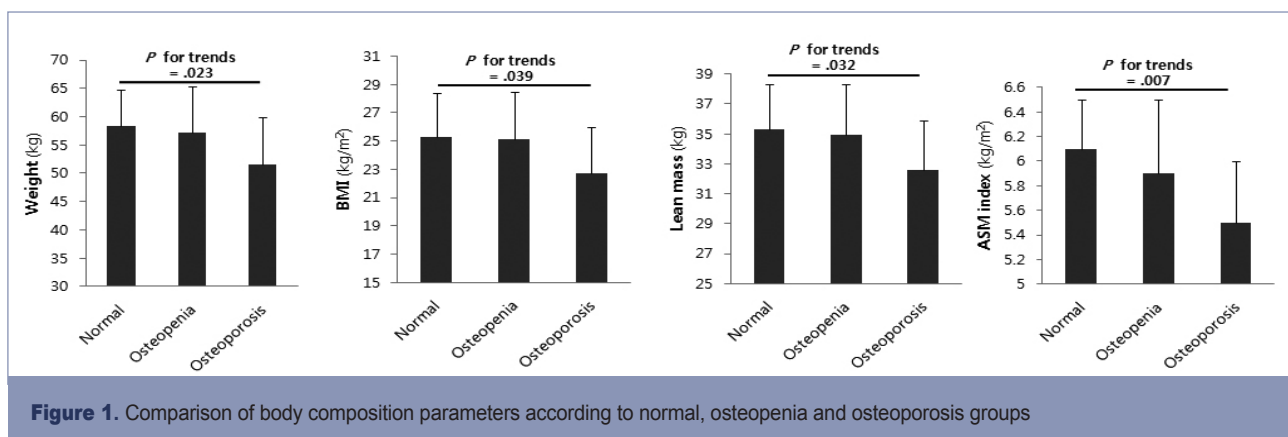 P for trends
= .023
70
65
60
55
50
45
40
35
30
Weight (kg)
Normal
Osteopenia
Osteoporosis
P for trends
= .039
31
29
27
25
23
21
19
17
15
BMI (kg/m²)
Normal
Osteopenia
Osteoporosis
P for trends
= .032
39
37
35
33
31
29
27
25
Lean mass (kg)
Normal
Osteopenia
Osteoporosis
P for trends
= .007
6.6
6.4
6.2
6
5.8
5.6
5.4
5.2
5
ASM index (kg/m²)
Normal
Osteopenia
Osteoporosis
Figure 1. Comparison of body composition parameters according to normal, osteopenia and osteoporosis groups